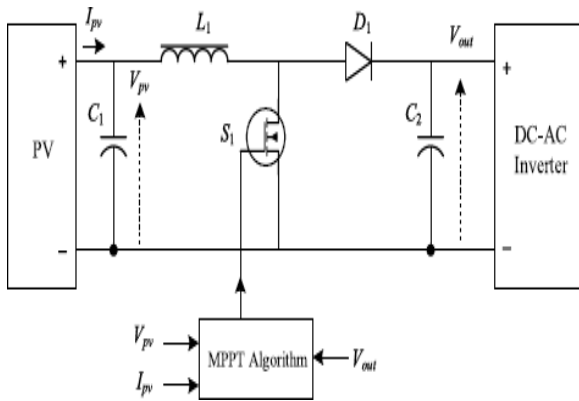 I_pv
L_1
D_1
V_out
+
+
V_pv
C_1
S_1
C_2
PV
DC-AC
Inverter
−
−
V_pv
MPPT Algorithm
V_out
I_pv